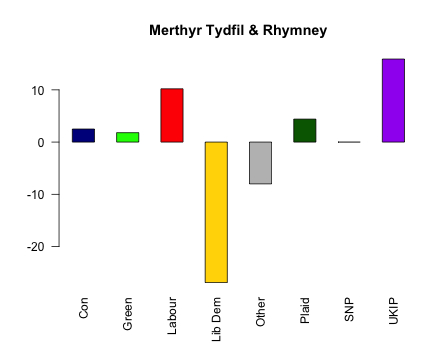 Merthyr Tydfil & Rhymney
10
0
-10
-20
Con
Green
Labour
Lib Dem
Other
Plaid
SNP
UKIP